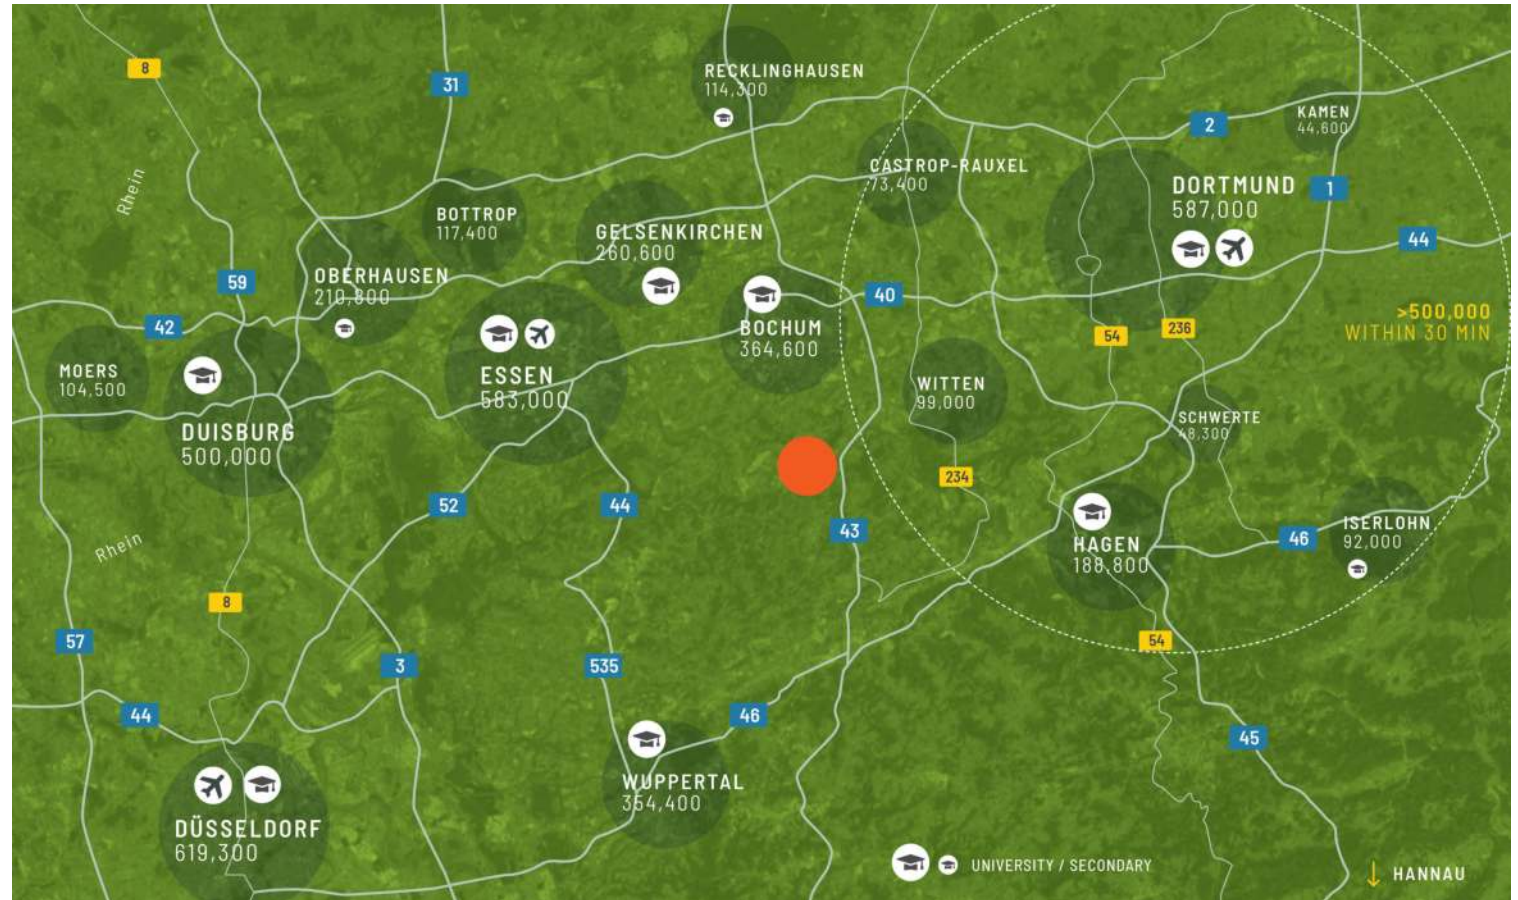 8
31
RECKLINGHAUSEN
114,300
2
KAMEN
44,600
Rhein
CASTROP-RAUXEL
73,400
DORTMUND
587,000
1
BOTTROP
117,400
GELSENKIRCHEN
260,600
44
59
OBERHAUSEN
210,800
40
42
BOCHUM
364,600
54
236
>500,000
WITHIN 30 MIN
MOERS
104,500
ESSEN
583,000
WITTEN
99,000
DUISBURG
500,000
SCHWERTE
48,300
234
52
44
43
HAGEN
188,800
46
ISERLOHN
92,000
Rhein
8
57
3
535
54
44
46
45
WUPPERTAL
354,400
DÜSSELDORF
619,300
UNIVERSITY / SECONDARY
HANNAU